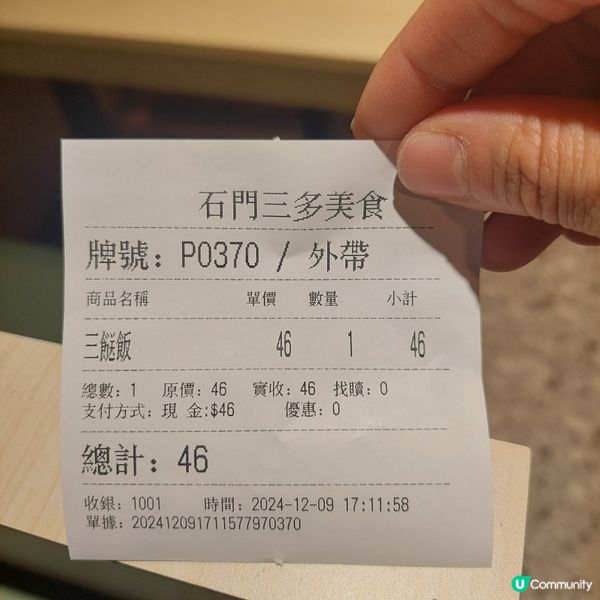 石門三多美食
牌號：P0370 / 外帶
商品名稱 單價 數量 小計
三餸飯 46 1 46
總數：1 原價：46 實收：46 找贖：0
支付方式：現 金:$46 優惠：0
總計：46
收銀：1001 時間：2024-12-09 17:11:58
單據：202412091711577970370
U Community